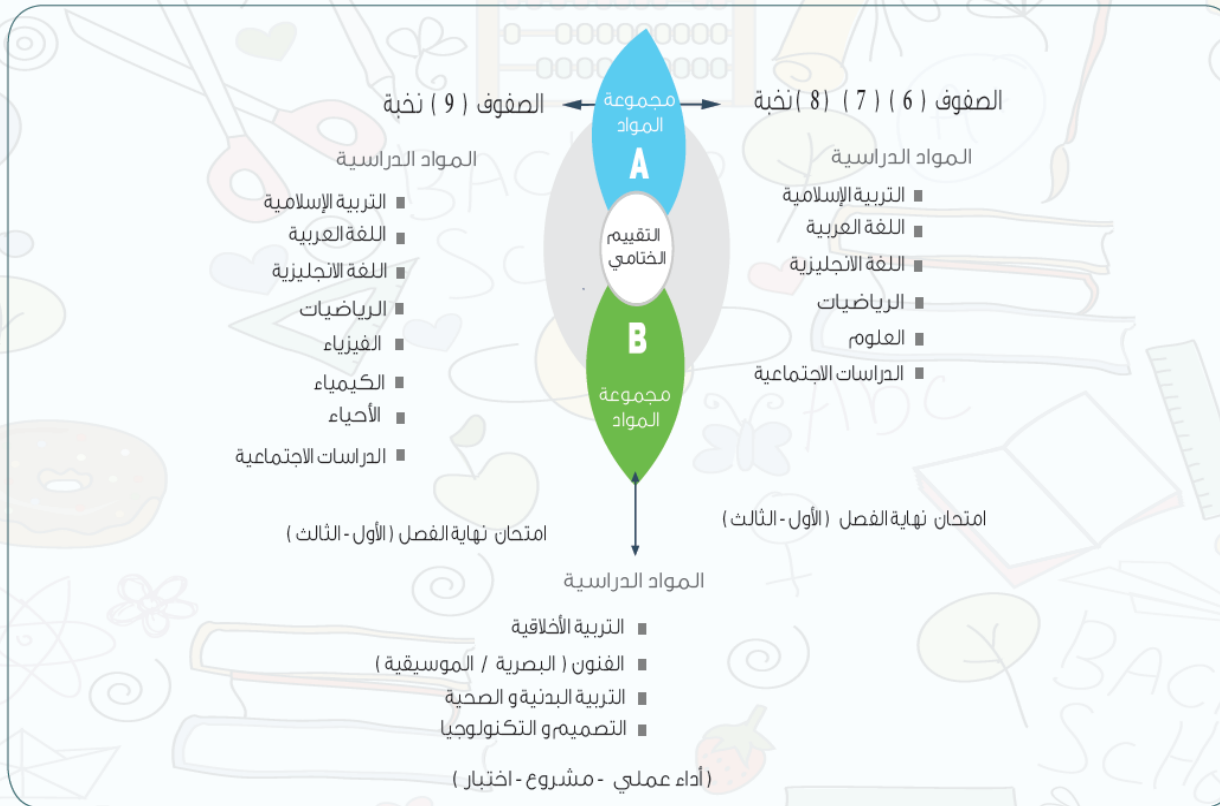 الصفوف ( 6 ) ( 7 ) ( 8 ) نخبة
المواد الدراسية
التربية الإسلامية
اللغة العربية
اللغة الانجليزية
الرياضيات
العلوم
الدراسات الاجتماعية
امتحان نهاية الفصل (الأول - الثالث )
مجموعة
المواد
A
التقييم
الختامي
B
مجموعة
المواد
الصفوف ( 9 ) نخبة
المواد الدراسية
التربية الإسلامية
اللغة العربية
اللغة الانجليزية
الرياضيات
الفيزياء
الكيمياء
الأحياء
الدراسات الاجتماعية
امتحان نهاية الفصل (الأول - الثالث )
المواد الدراسية
التربية الأخلاقية
الفنون ( البصرية / الموسيقية )
التربية البدنية و الصحية
التصميم و التكنولوجيا
( أداء عملي - مشروع - اختبار )
ABC
BAC
SCH